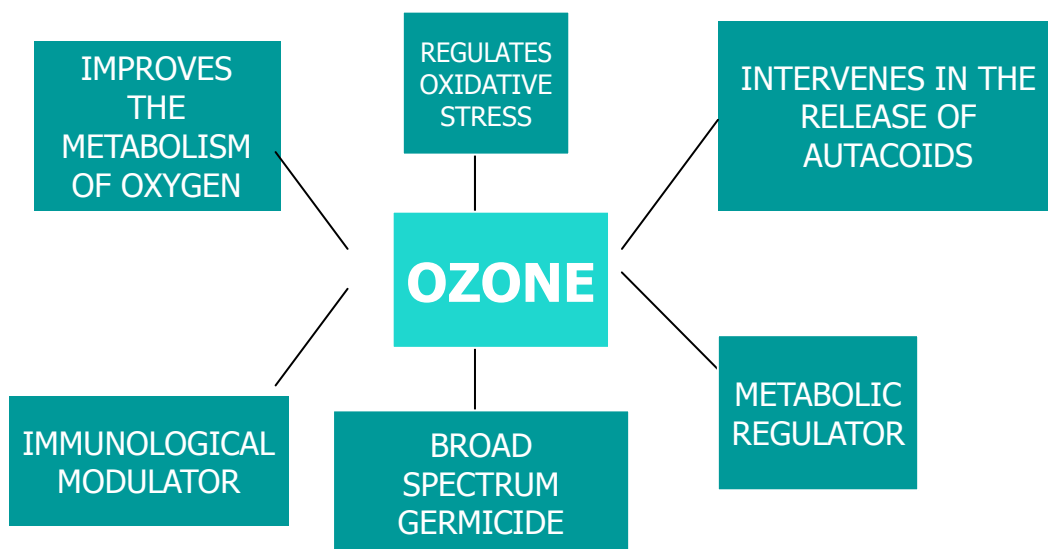 IMPROVES
THE
METABOLISM
OF OXYGEN
REGULATES
OXIDATIVE
STRESS
INTERVENES IN THE
RELEASE OF
AUTACOIDS
OZONE
IMMUNOLOGICAL
MODULATOR
BROAD
SPECTRUM
GERMICIDE
METABOLIC
REGULATOR